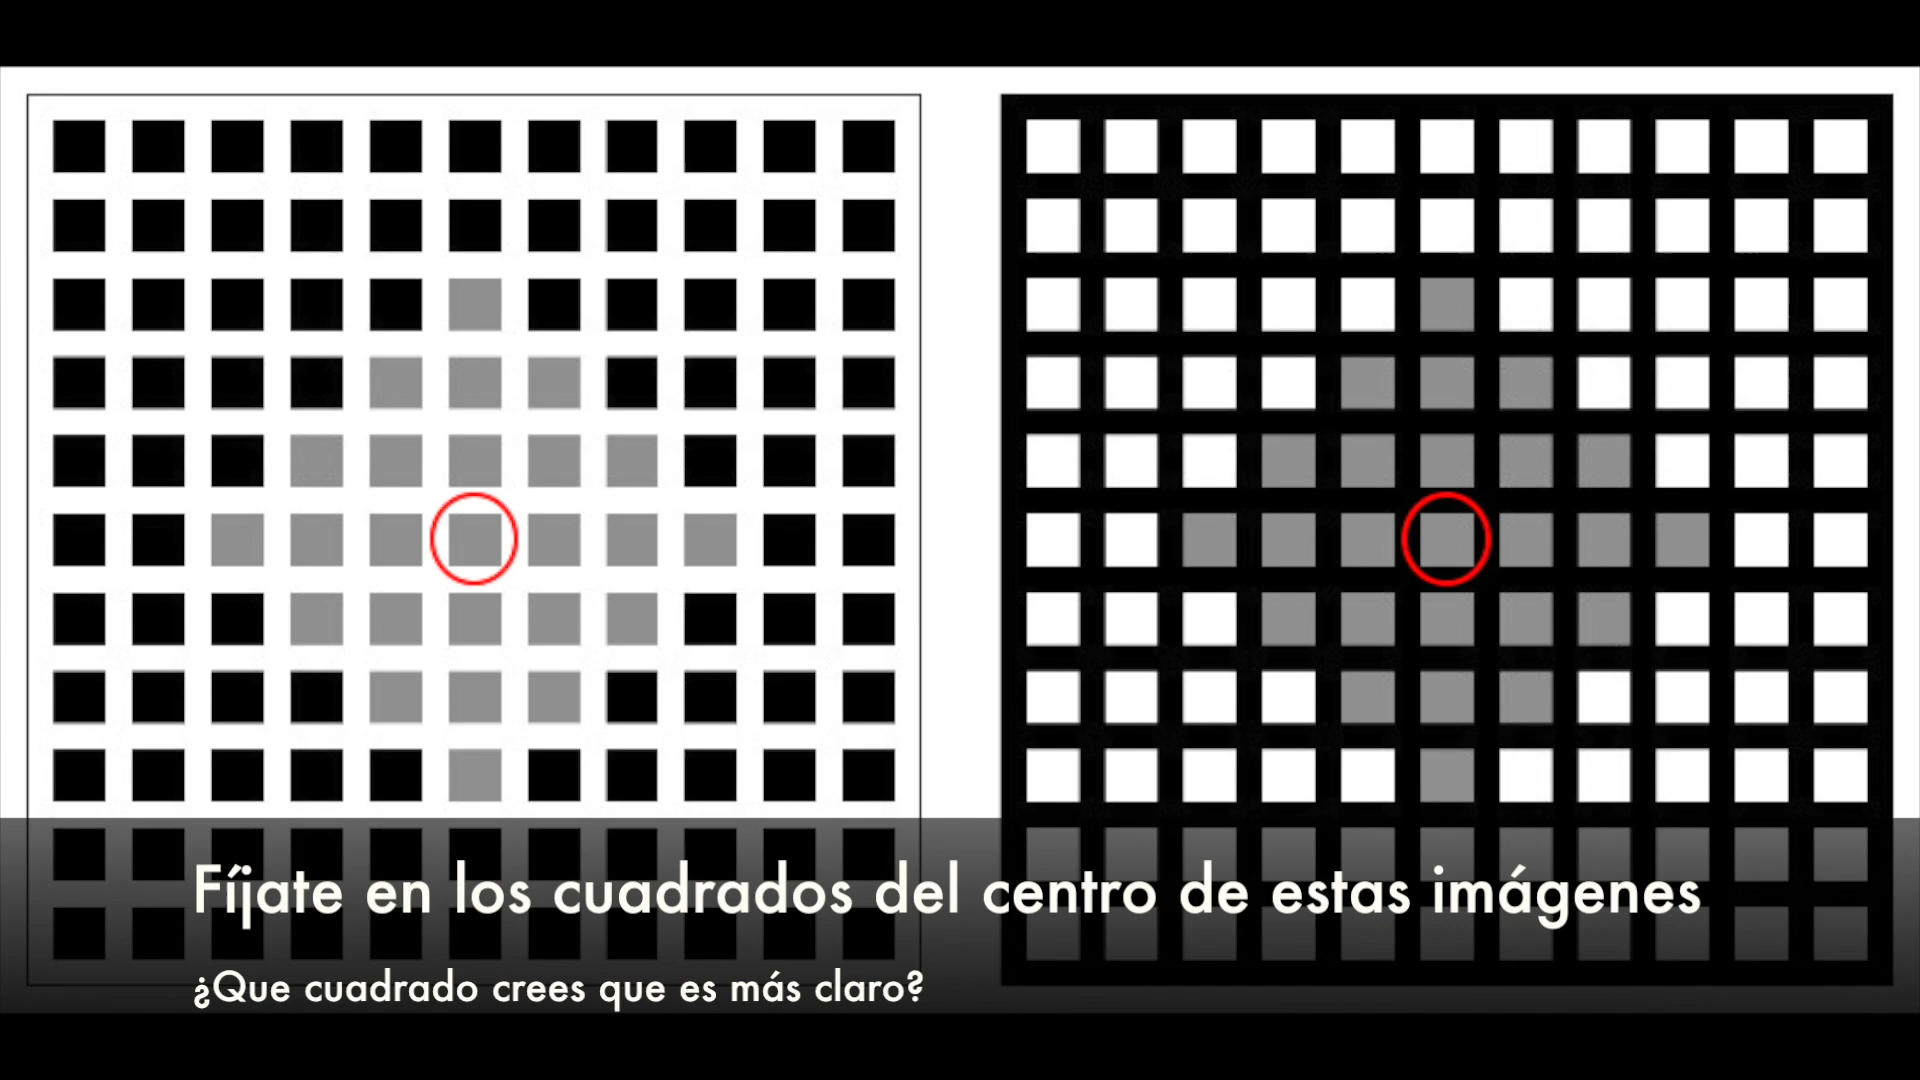 Fíjate en los cuadrados del centro de estas imágenes
¿Que cuadrado crees que es más claro?